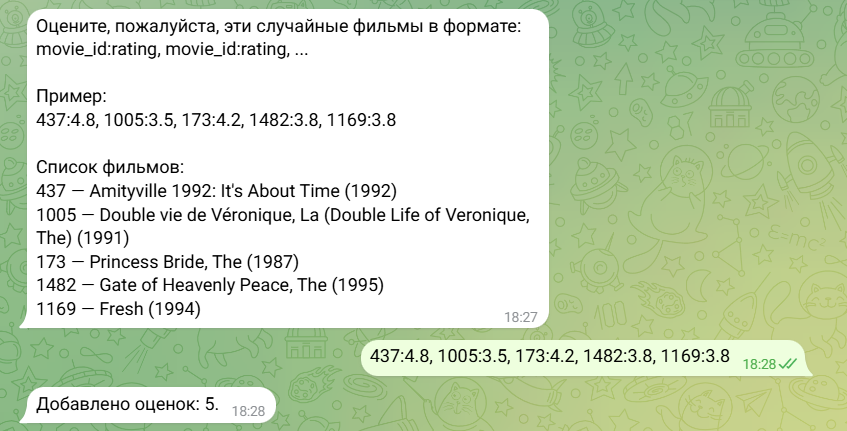 Оцените, пожалуйста, эти случайные фильмы в формате:
movie_id:rating, movie_id:rating, ...
Пример:
437:4.8, 1005:3.5, 173:4.2, 1482:3.8, 1169:3.8
Список фильмов:
437 — Amityville 1992: It's About Time (1992)
1005 — Double vie de Véronique, La (Double Life of Veronique,
The) (1991)
173 — Princess Bride, The (1987)
1482 — Gate of Heavenly Peace, The (1995)
1169 — Fresh (1994)
18:27
437:4.8, 1005:3.5, 173:4.2, 1482:3.8, 1169:3.8
18:28
Добавлено оценок: 5.
18:28